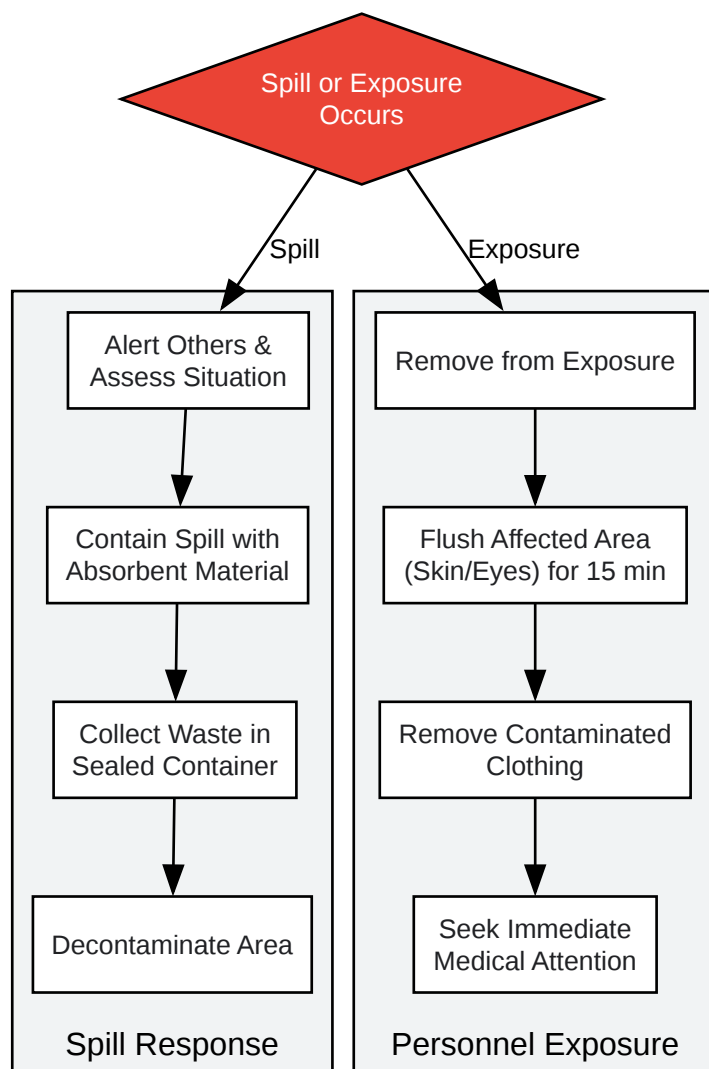 Spill or Exposure
Occurs
Spill
Exposure
Alert Others &
Assess Situation
Contain Spill with
Absorbent Material
Collect Waste in
Sealed Container
Decontaminate Area
Spill Response
Remove from Exposure
Flush Affected Area
(Skin/Eyes) for 15 min
Remove Contaminated
Clothing
Seek Immediate
Medical Attention
Personnel Exposure